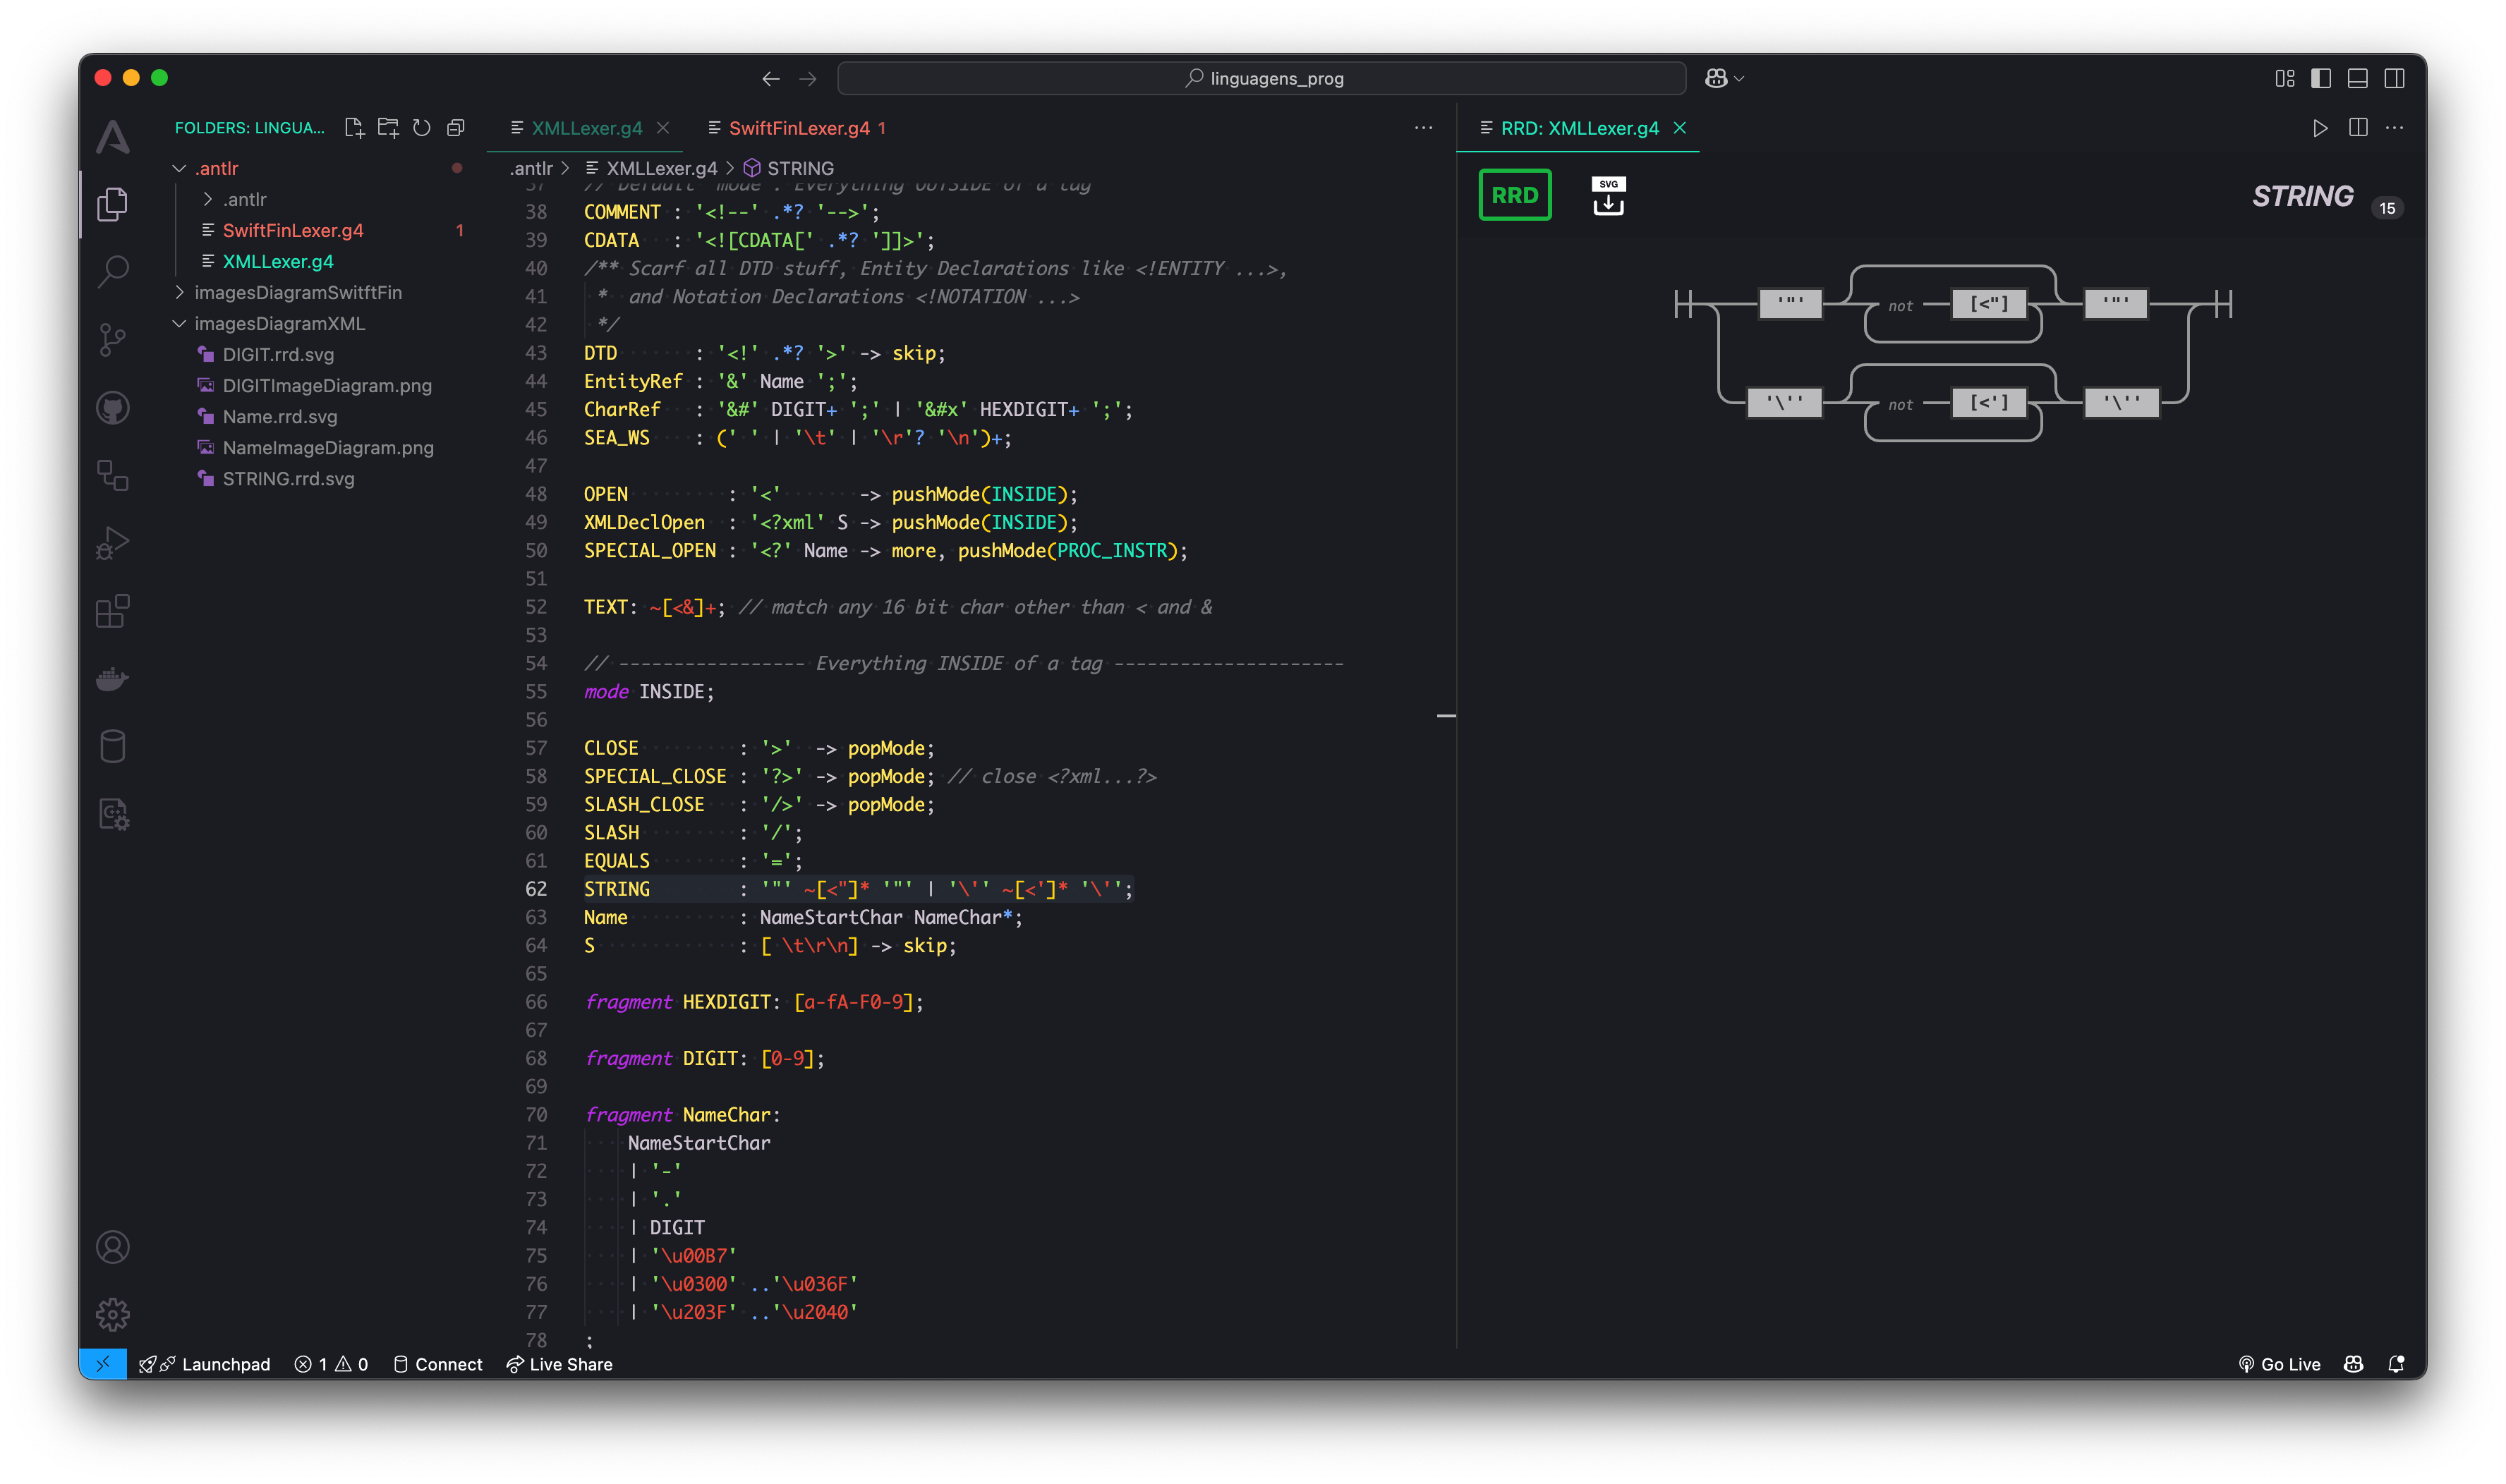 linguagens_prog
FOLDERS: LINGUA...
.antlr
.antlr
SwiftFinLexer.g4 1
XMLLexer.g4
imagesDiagramSwitftFin
imagesDiagramXML
DIGIT.rrd.svg
DIGITImageDiagram.png
Name.rrd.svg
NameImageDiagram.png
STRING.rrd.svg
XMLLexer.g4
SwiftFinLexer.g4 1
.antlr > XMLLexer.g4 > STRING
37 // Default "mode": Everything OUTSIDE of a tag
38 COMMENT : '<!--' .*? '-->';
39 CDATA : '<![CDATA[' .*? ']]>';
40 /** Scarf all DTD stuff, Entity Declarations like <!ENTITY ...>,
41 * and Notation Declarations <!NOTATION ...>
42 */
43 DTD : '<!' .*? '>' -> skip;
44 EntityRef : '&' Name ';';
45 CharRef : '&#' DIGIT+ ';' | '&#x' HEXDIGIT+ ';';
46 SEA_WS : (' ' | '\t' | '\r'? '\n')+;
47
48 OPEN : '<' -> pushMode(INSIDE);
49 XMLDeclOpen : '<?xml' S -> pushMode(INSIDE);
50 SPECIAL_OPEN : '<?' Name -> more, pushMode(PROC_INSTR);
51
52 TEXT: ~[<&]+; // match any 16 bit char other than < and &
53
54 // ----------------- Everything INSIDE of a tag ---------------------
55 mode INSIDE;
56
57 CLOSE : '>' -> popMode;
58 SPECIAL_CLOSE : '?>' -> popMode; // close <?xml...?>
59 SLASH_CLOSE : '/>' -> popMode;
60 SLASH : '/';
61 EQUALS : '=';
62 STRING : '"' ~[<"]* '"' | '\'' ~[<']* '\'';
63 Name : NameStartChar NameChar*;
64 S : [ \t\r\n] -> skip;
65
66 fragment HEXDIGIT: [a-fA-F0-9];
67
68 fragment DIGIT: [0-9];
69
70 fragment NameChar:
71 NameStartChar
72 | '-'
73 | '.'
74 | DIGIT
75 | '\u00B7'
76 | '\u0300' ..'\u036F'
77 | '\u203F' ..'\u2040'
78 ;
RRD: XMLLexer.g4
RRD
SVG
STRING 15
'"' not [<"] '"'
'\'' not [<'] '\''
Launchpad 1 0 Connect Live Share
Go Live